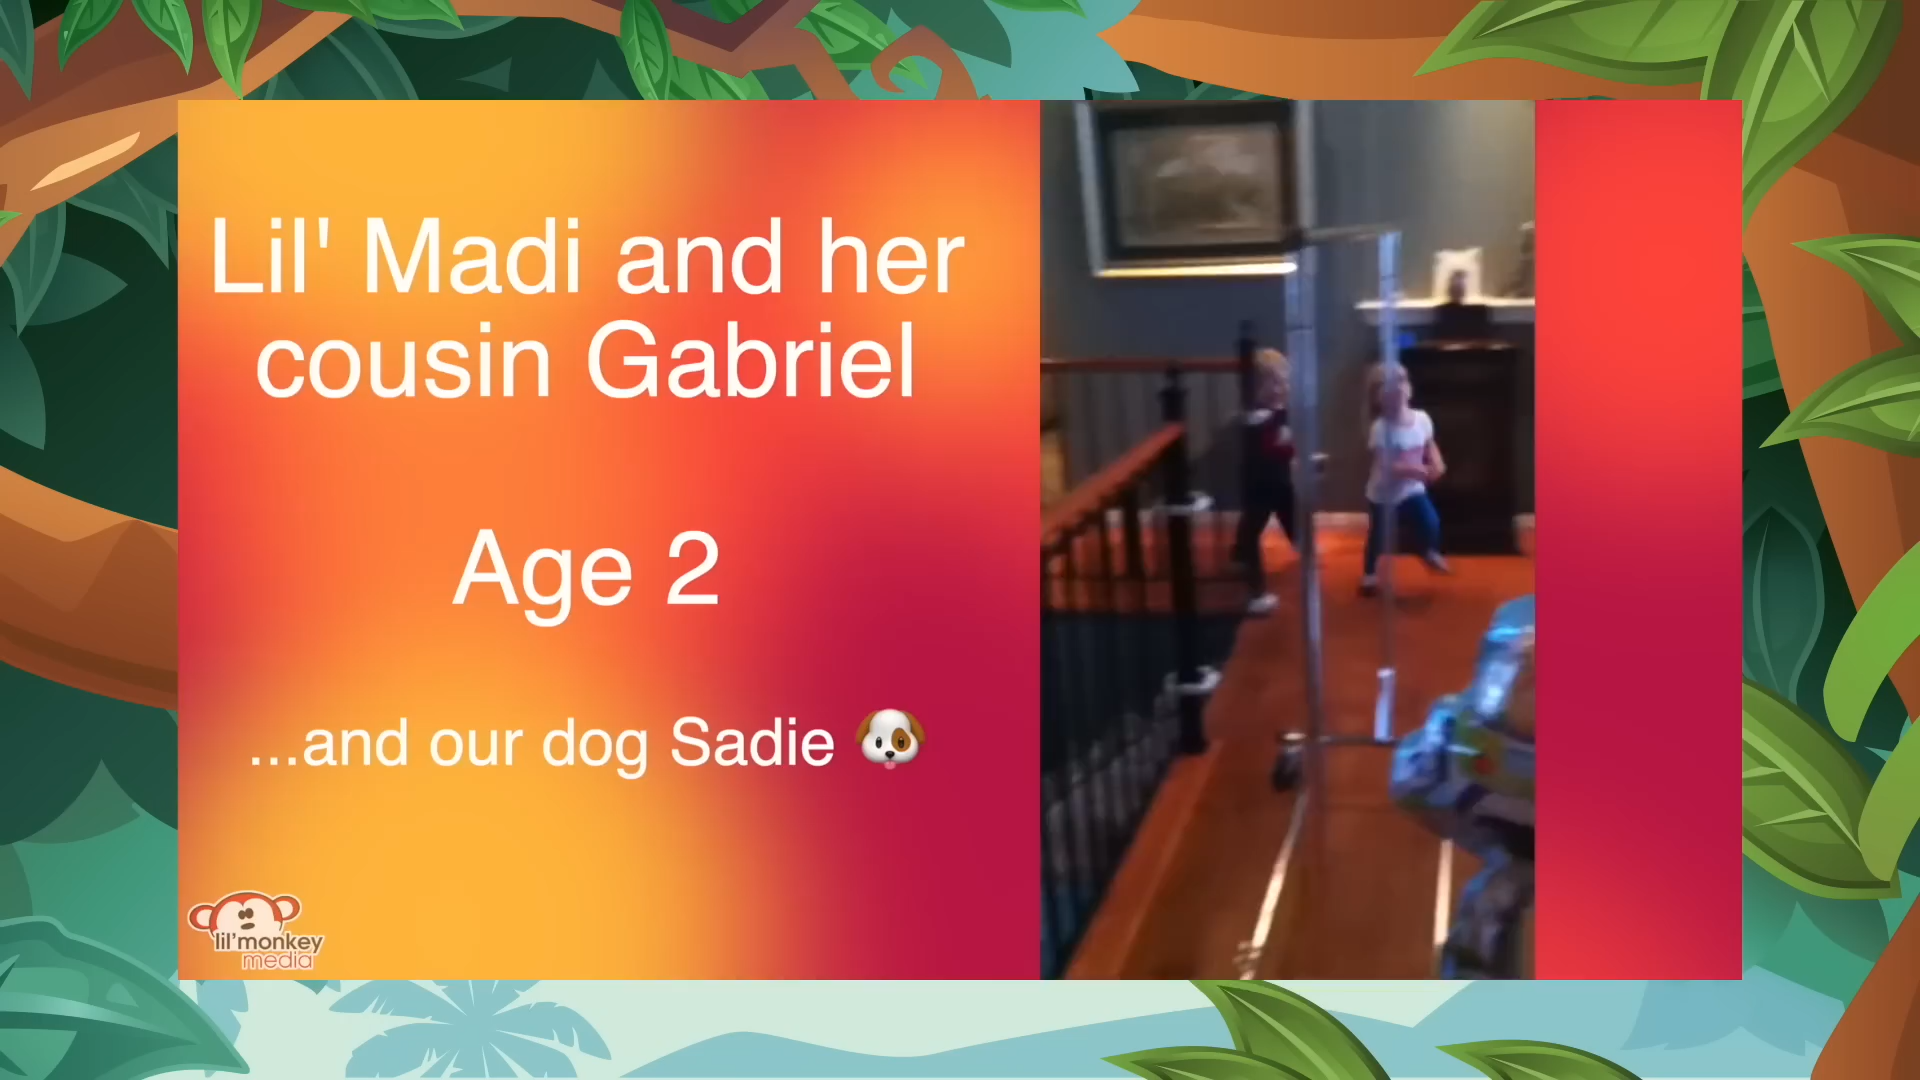 Lil' Madi and her
cousin Gabriel
Age 2
...and our dog Sadie 🐶
lil'monkey
media